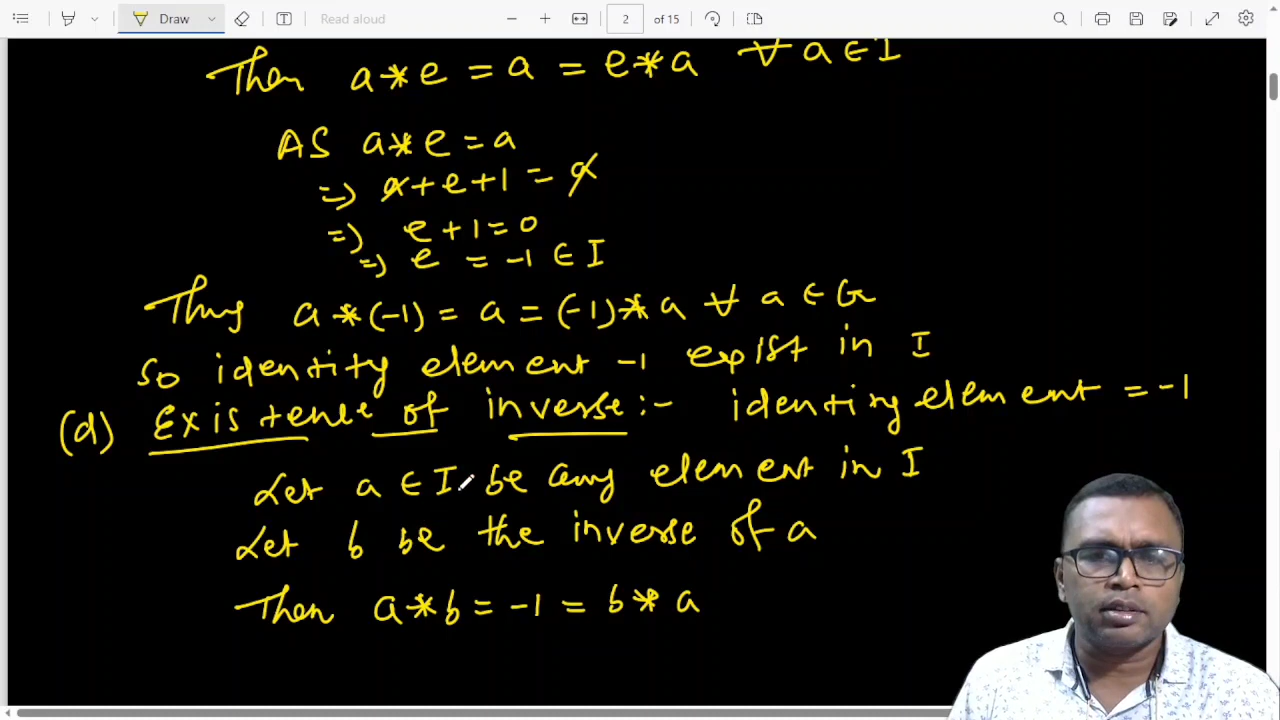 Draw Read aloud 2 of 15
Then a*e = a = e*a ∀ a ∈ I
AS a*e = a
=) a+e+1 = a
=) e+1=0
=) e = -1 ∈ I
Thus a*(-1) = a = (-1)*a ∀ a ∈ G
So identity element -1 exist in I
(d) Existence of inverse:- identity element = -1
Let a ∈ I be any element in I
Let b be the inverse of a
Then a*b = -1 = b*a